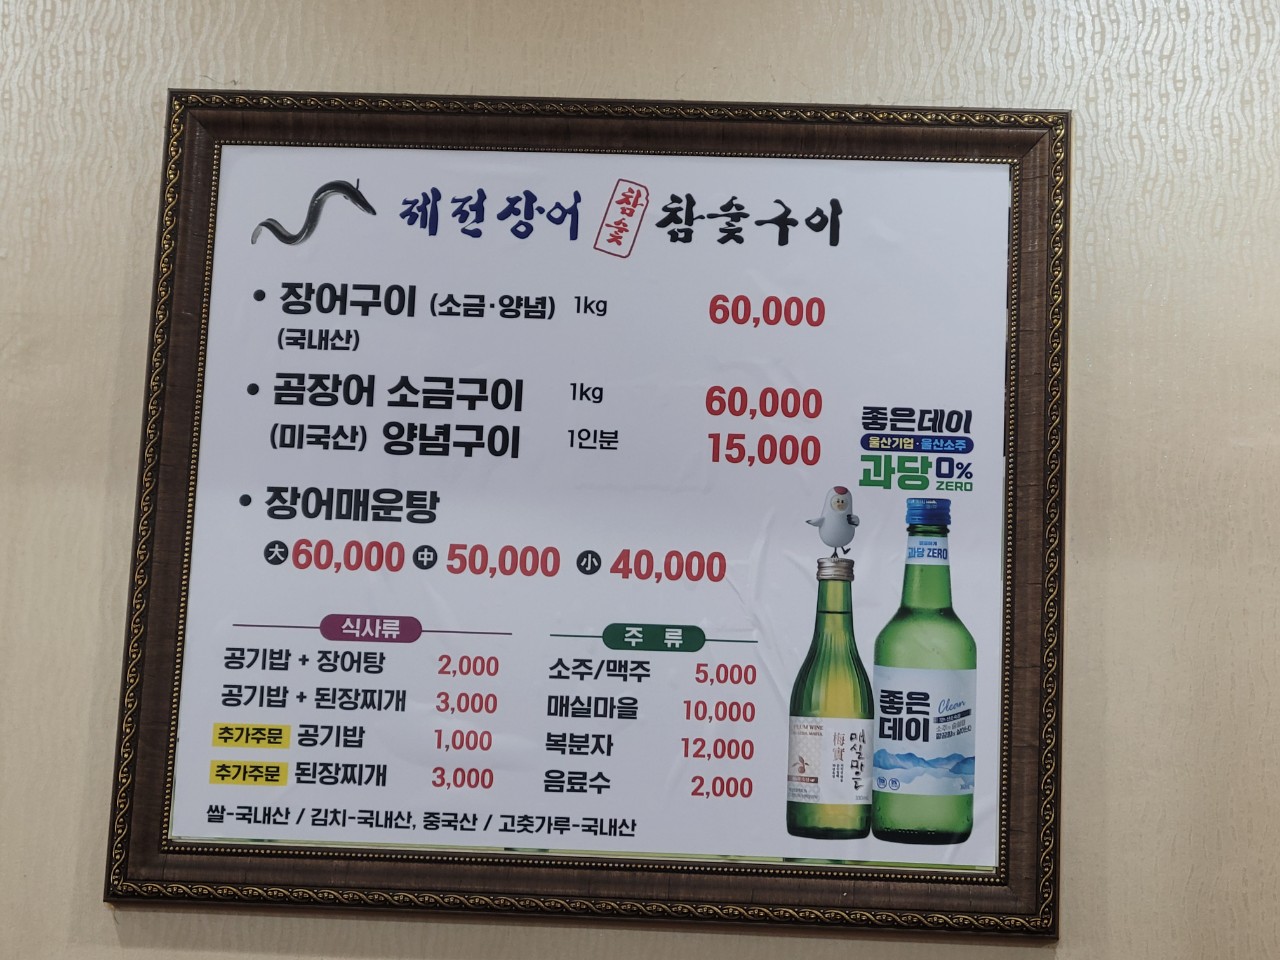 제전장어 참숯 참숯구이
• 장어구이 (소금·양념) 1kg 60,000
(국내산)
• 곰장어 소금구이 1kg 60,000
(미국산) 양념구이 1인분 15,000
• 장어매운탕
大 60,000 中 50,000 小 40,000
식사류
공기밥 + 장어탕 2,000
공기밥 + 된장찌개 3,000
추가주문 공기밥 1,000
추가주문 된장찌개 3,000
주 류
소주/맥주 5,000
매실마을 10,000
복분자 12,000
음료수 2,000
쌀-국내산 / 김치-국내산, 중국산 / 고춧가루-국내산
좋은데이
울산기업·울산소주
과당 0%
ZERO
과당 ZERO
좋은
데이
Clean
梅實
매실마을